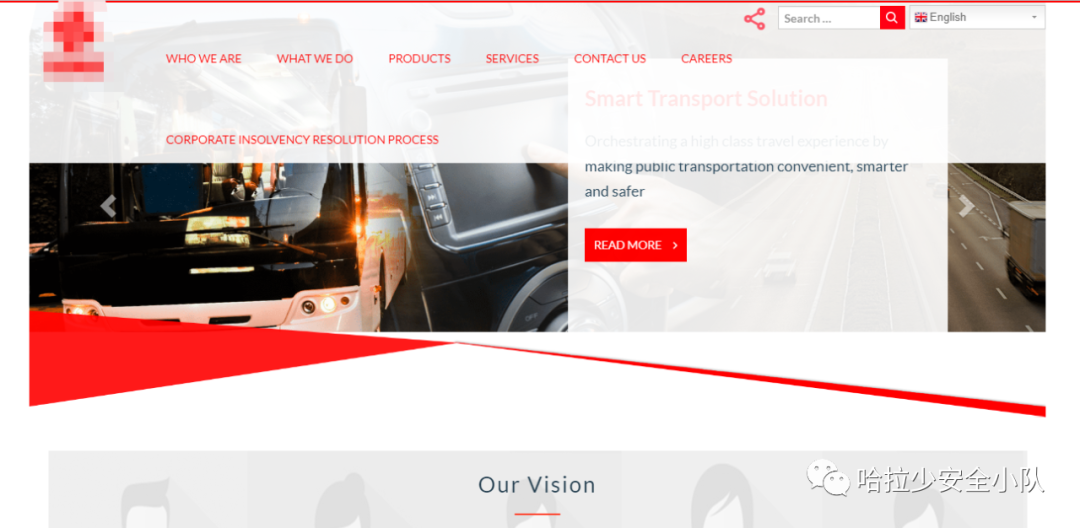 Search ...
English
WHO WE ARE
WHAT WE DO
PRODUCTS
SERVICES
CONTACT US
CAREERS
CORPORATE INSOLVENCY RESOLUTION PROCESS
Smart Transport Solution
Orchestrating a high class travel experience by
making public transportation convenient, smarter
and safer
READ MORE
OFF
Our Vision
哈拉少安全小队